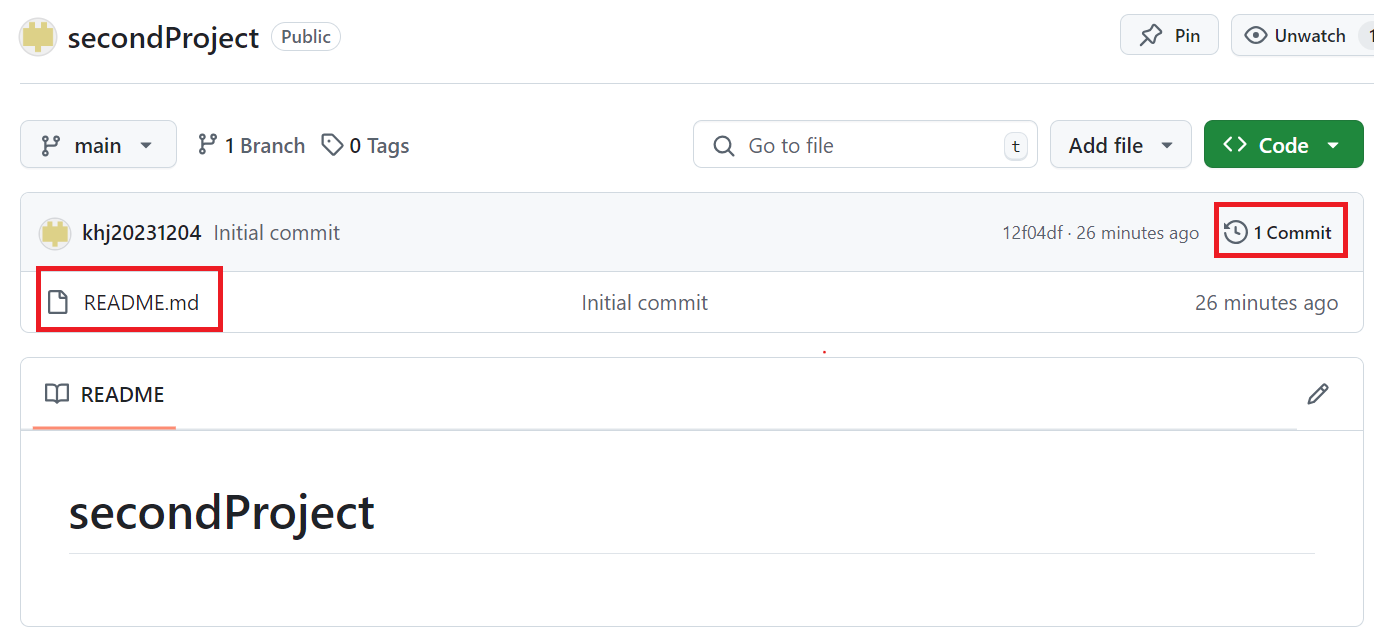 secondProject Public Pin Unwatch 1
main 1 Branch 0 Tags Go to file t Add file Code
khj20231204 Initial commit 12f04df · 26 minutes ago 1 Commit
README.md Initial commit 26 minutes ago
README
secondProject